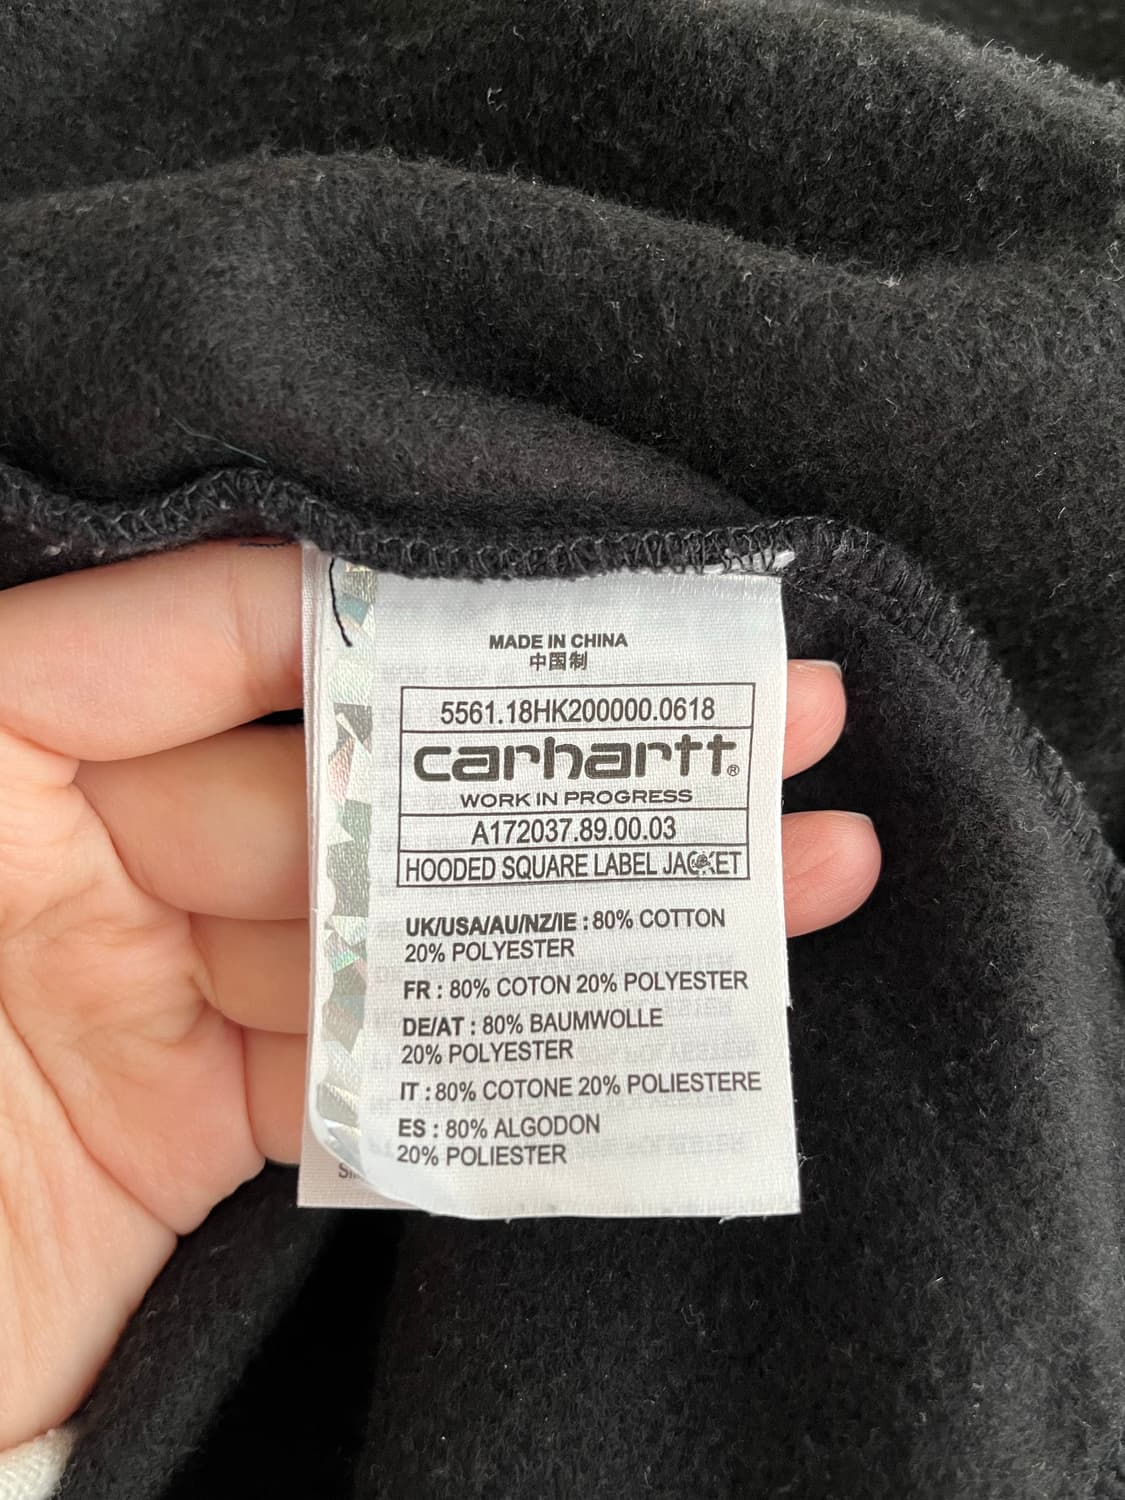 MADE IN CHINA
中国制
5561.18HK200000.0618
carhartt®
WORK IN PROGRESS
A172037.89.00.03
HOODED SQUARE LABEL JACKET
UK/USA/AU/NZ/IE : 80% COTTON
20% POLYESTER
FR : 80% COTON 20% POLYESTER
DE/AT : 80% BAUMWOLLE
20% POLYESTER
IT : 80% COTONE 20% POLIESTERE
ES : 80% ALGODON
20% POLIESTER